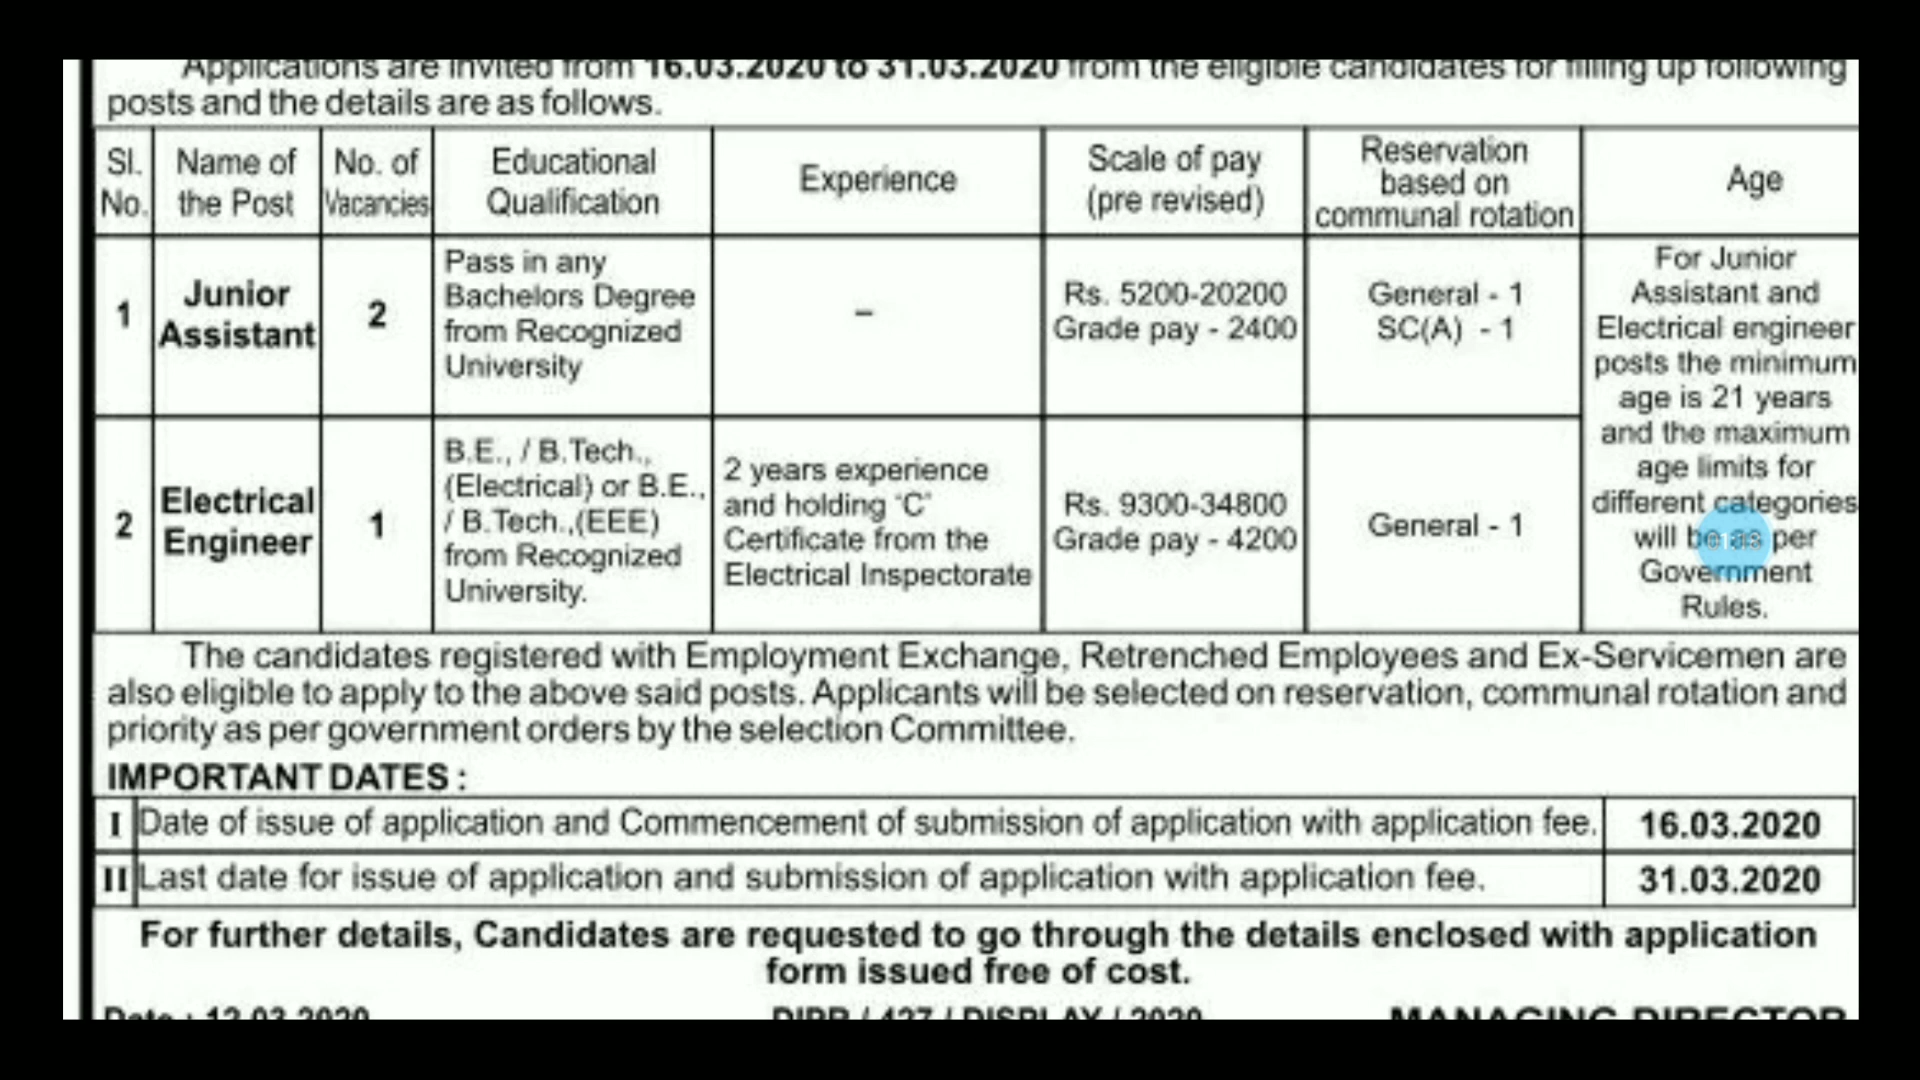 Applications are invited from 16.03.2020 to 31.03.2020 from the eligible candidates for filling up following
posts and the details are as follows.
Sl. No.
Name of the Post
No. of Vacancies
Educational Qualification
Experience
Scale of pay (pre revised)
Reservation based on communal rotation
Age
1
Junior
Assistant
2
Pass in any
Bachelors Degree
from Recognized
University
–
Rs. 5200-20200
Grade pay - 2400
General - 1
SC(A) - 1
For Junior
Assistant and
Electrical engineer
posts the minimum
age is 21 years
and the maximum
age limits for
different categories
will be as per
Government
Rules.
2
Electrical
Engineer
1
B.E., / B.Tech.,
(Electrical) or B.E.,
/ B.Tech.,(EEE)
from Recognized
University.
2 years experience
and holding "C"
Certificate from the
Electrical Inspectorate
Rs. 9300-34800
Grade pay - 4200
General - 1
The candidates registered with Employment Exchange, Retrenched Employees and Ex-Servicemen are
also eligible to apply to the above said posts. Applicants will be selected on reservation, communal rotation and
priority as per government orders by the selection Committee.
IMPORTANT DATES :
I Date of issue of application and Commencement of submission of application with application fee. 16.03.2020
II Last date for issue of application and submission of application with application fee. 31.03.2020
For further details, Candidates are requested to go through the details enclosed with application
form issued free of cost.
Date : 12.03.2020 DIPR / 427 / DISPLAY / 2020 MANAGING DIRECTOR